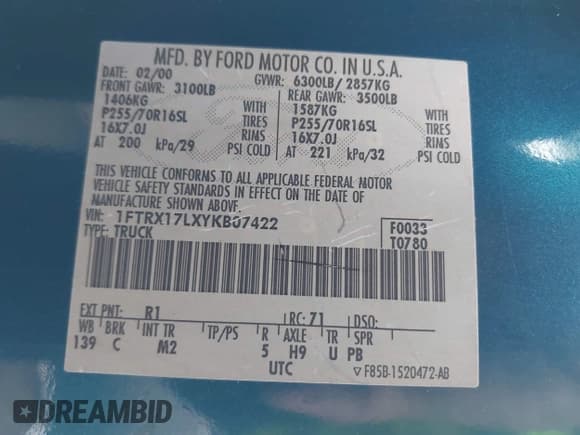 MFD. BY FORD MOTOR CO. IN U.S.A.
DATE: 02/00 GVWR: 6300LB/ 2857KG
FRONT GAWR: 3100LB REAR GAWR: 3500LB
1406KG WITH 1587KG WITH
P255/70R16SL TIRES P255/70R16SL TIRES
16X7.0J RIMS 16X7.0J RIMS
AT 200 kPa/29 PSI COLD AT 221 kPa/32 PSI COLD
THIS VEHICLE CONFORMS TO ALL APPLICABLE FEDERAL MOTOR
VEHICLE SAFETY STANDARDS IN EFFECT ON THE DATE OF
MANUFACTURE SHOWN ABOVE.
VIN: 1FTRX17LXYKB07422 F0033
TYPE: TRUCK T0780
EXT PNT: R1 RC: 71 DSO:
WB BRK INT TR TP/PS R AXLE TR SPR
139 C M2 5 H9 U PB
UTC ▽ F85B-1520472-AB
DREAMBID